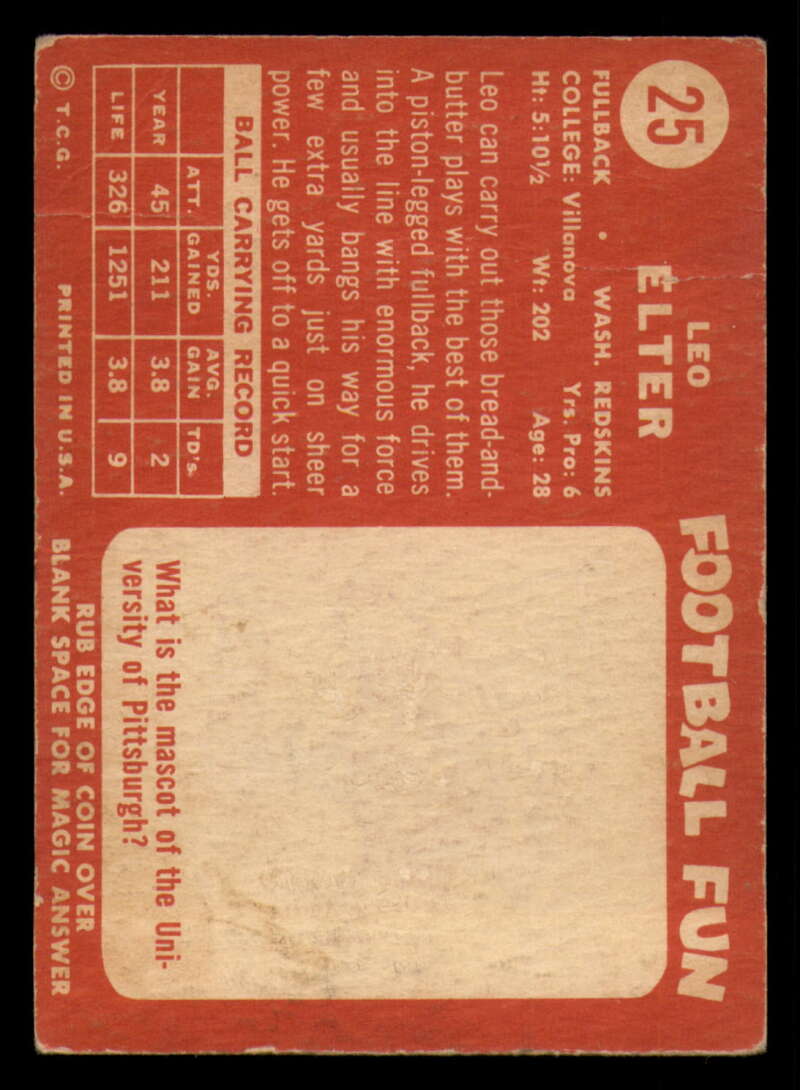 25
LEO
ELTER
FULLBACK • WASH. REDSKINS
COLLEGE: Villanova Yrs. Pro: 6
Ht: 5:10½ Wt: 202 Age: 28
Leo can carry out those bread-and-
butter plays with the best of them.
A piston-legged fullback, he drives
into the line with enormous force
and usually bangs his way for a
few extra yards just on sheer
power. He gets off to a quick start.
BALL CARRYING RECORD
ATT. YDS. GAINED AVG. GAIN TD's.
YEAR 45 211 3.8 2
LIFE 326 1251 3.8 9
© T.C.G. PRINTED IN U.S.A.
FOOTBALL FUN
What is the mascot of the Uni-
versity of Pittsburgh?
RUB EDGE OF COIN OVER
BLANK SPACE FOR MAGIC ANSWER